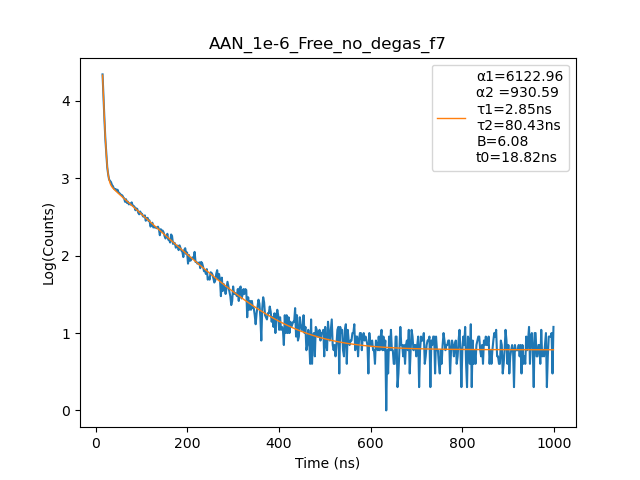 AAN_1e-6_Free_no_degas_f7
α1=6122.96
α2 =930.59
τ1=2.85ns
τ2=80.43ns
B=6.08
t0=18.82ns
Log(Counts)
4
3
2
1
0
0 200 400 600 800 1000
Time (ns)